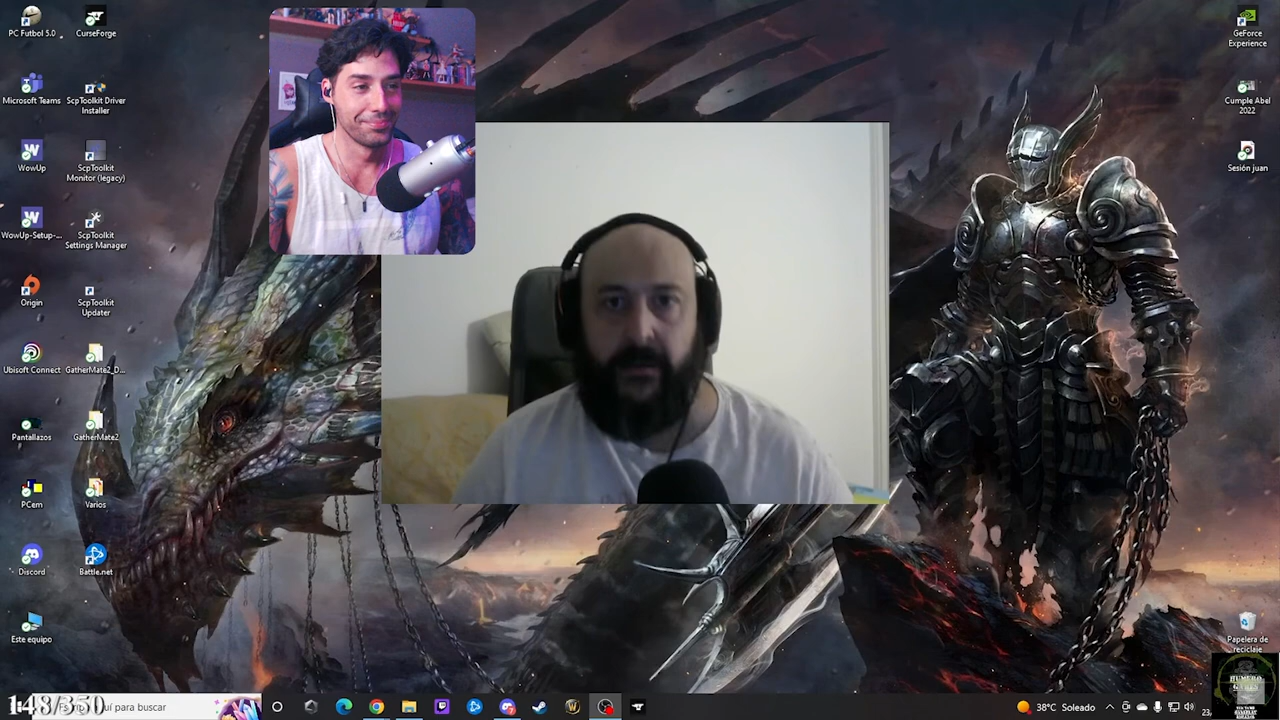 PC Futbol 5.0
CurseForge
Microsoft Teams
ScpToolkit Driver
Installer
WowUp
ScpToolkit
Monitor (legacy)
WowUp-Setup-...
ScpToolkit
Settings Manager
Origin
ScpToolkit
Updater
Ubisoft Connect
GatherMate2_D...
Pantallazos
GatherMate2
PCem
Varios
Discord
Battle.net
Este equipo
GeForce
Experience
Cumple Abel
2022
Sesión juan
Papelera de
reciclaje
148/350
quí para buscar
38°C Soleado
23,